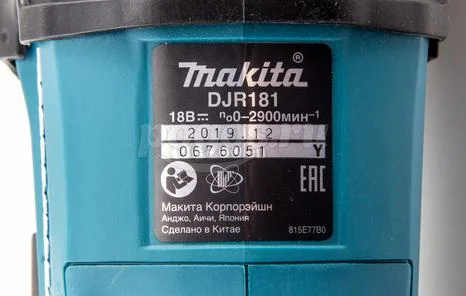 makita®
DJR181
18В⎓ n₀0–2900мин⁻¹
2019.12
0676051 Y
EAC
Макита Корпорэйшн
Анджо, Аичи, Япония
Сделано в Китае 815E77B0